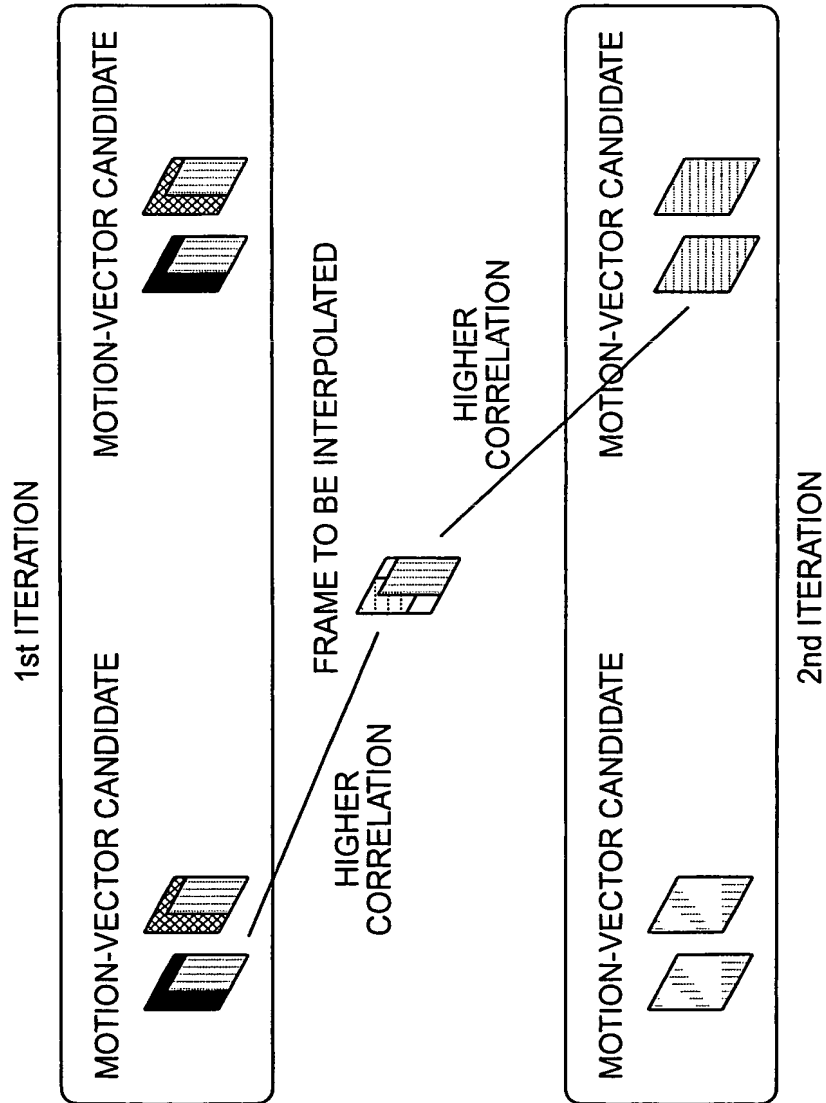 1st ITERATION
MOTION-VECTOR CANDIDATE
MOTION-VECTOR CANDIDATE
FRAME TO BE INTERPOLATED
HIGHER
CORRELATION
HIGHER
CORRELATION
MOTION-VECTOR CANDIDATE
MOTION-VECTOR CANDIDATE
2nd ITERATION